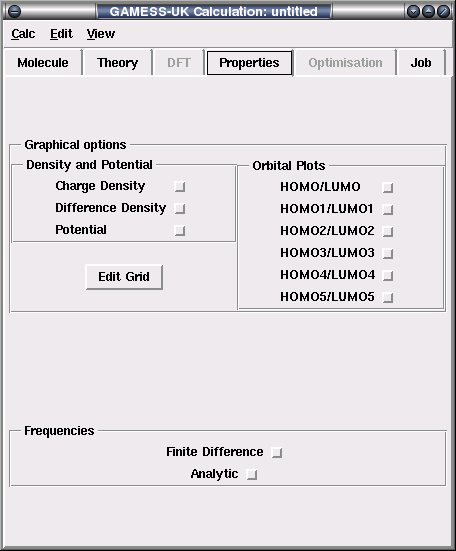 GAMESS-UK Calculation: untitled
Calc Edit View
Molecule Theory DFT Properties Optimisation Job
Graphical options
Density and Potential
Charge Density
Difference Density
Potential
Edit Grid
Orbital Plots
HOMO/LUMO
HOMO1/LUMO1
HOMO2/LUMO2
HOMO3/LUMO3
HOMO4/LUMO4
HOMO5/LUMO5
Frequencies
Finite Difference
Analytic